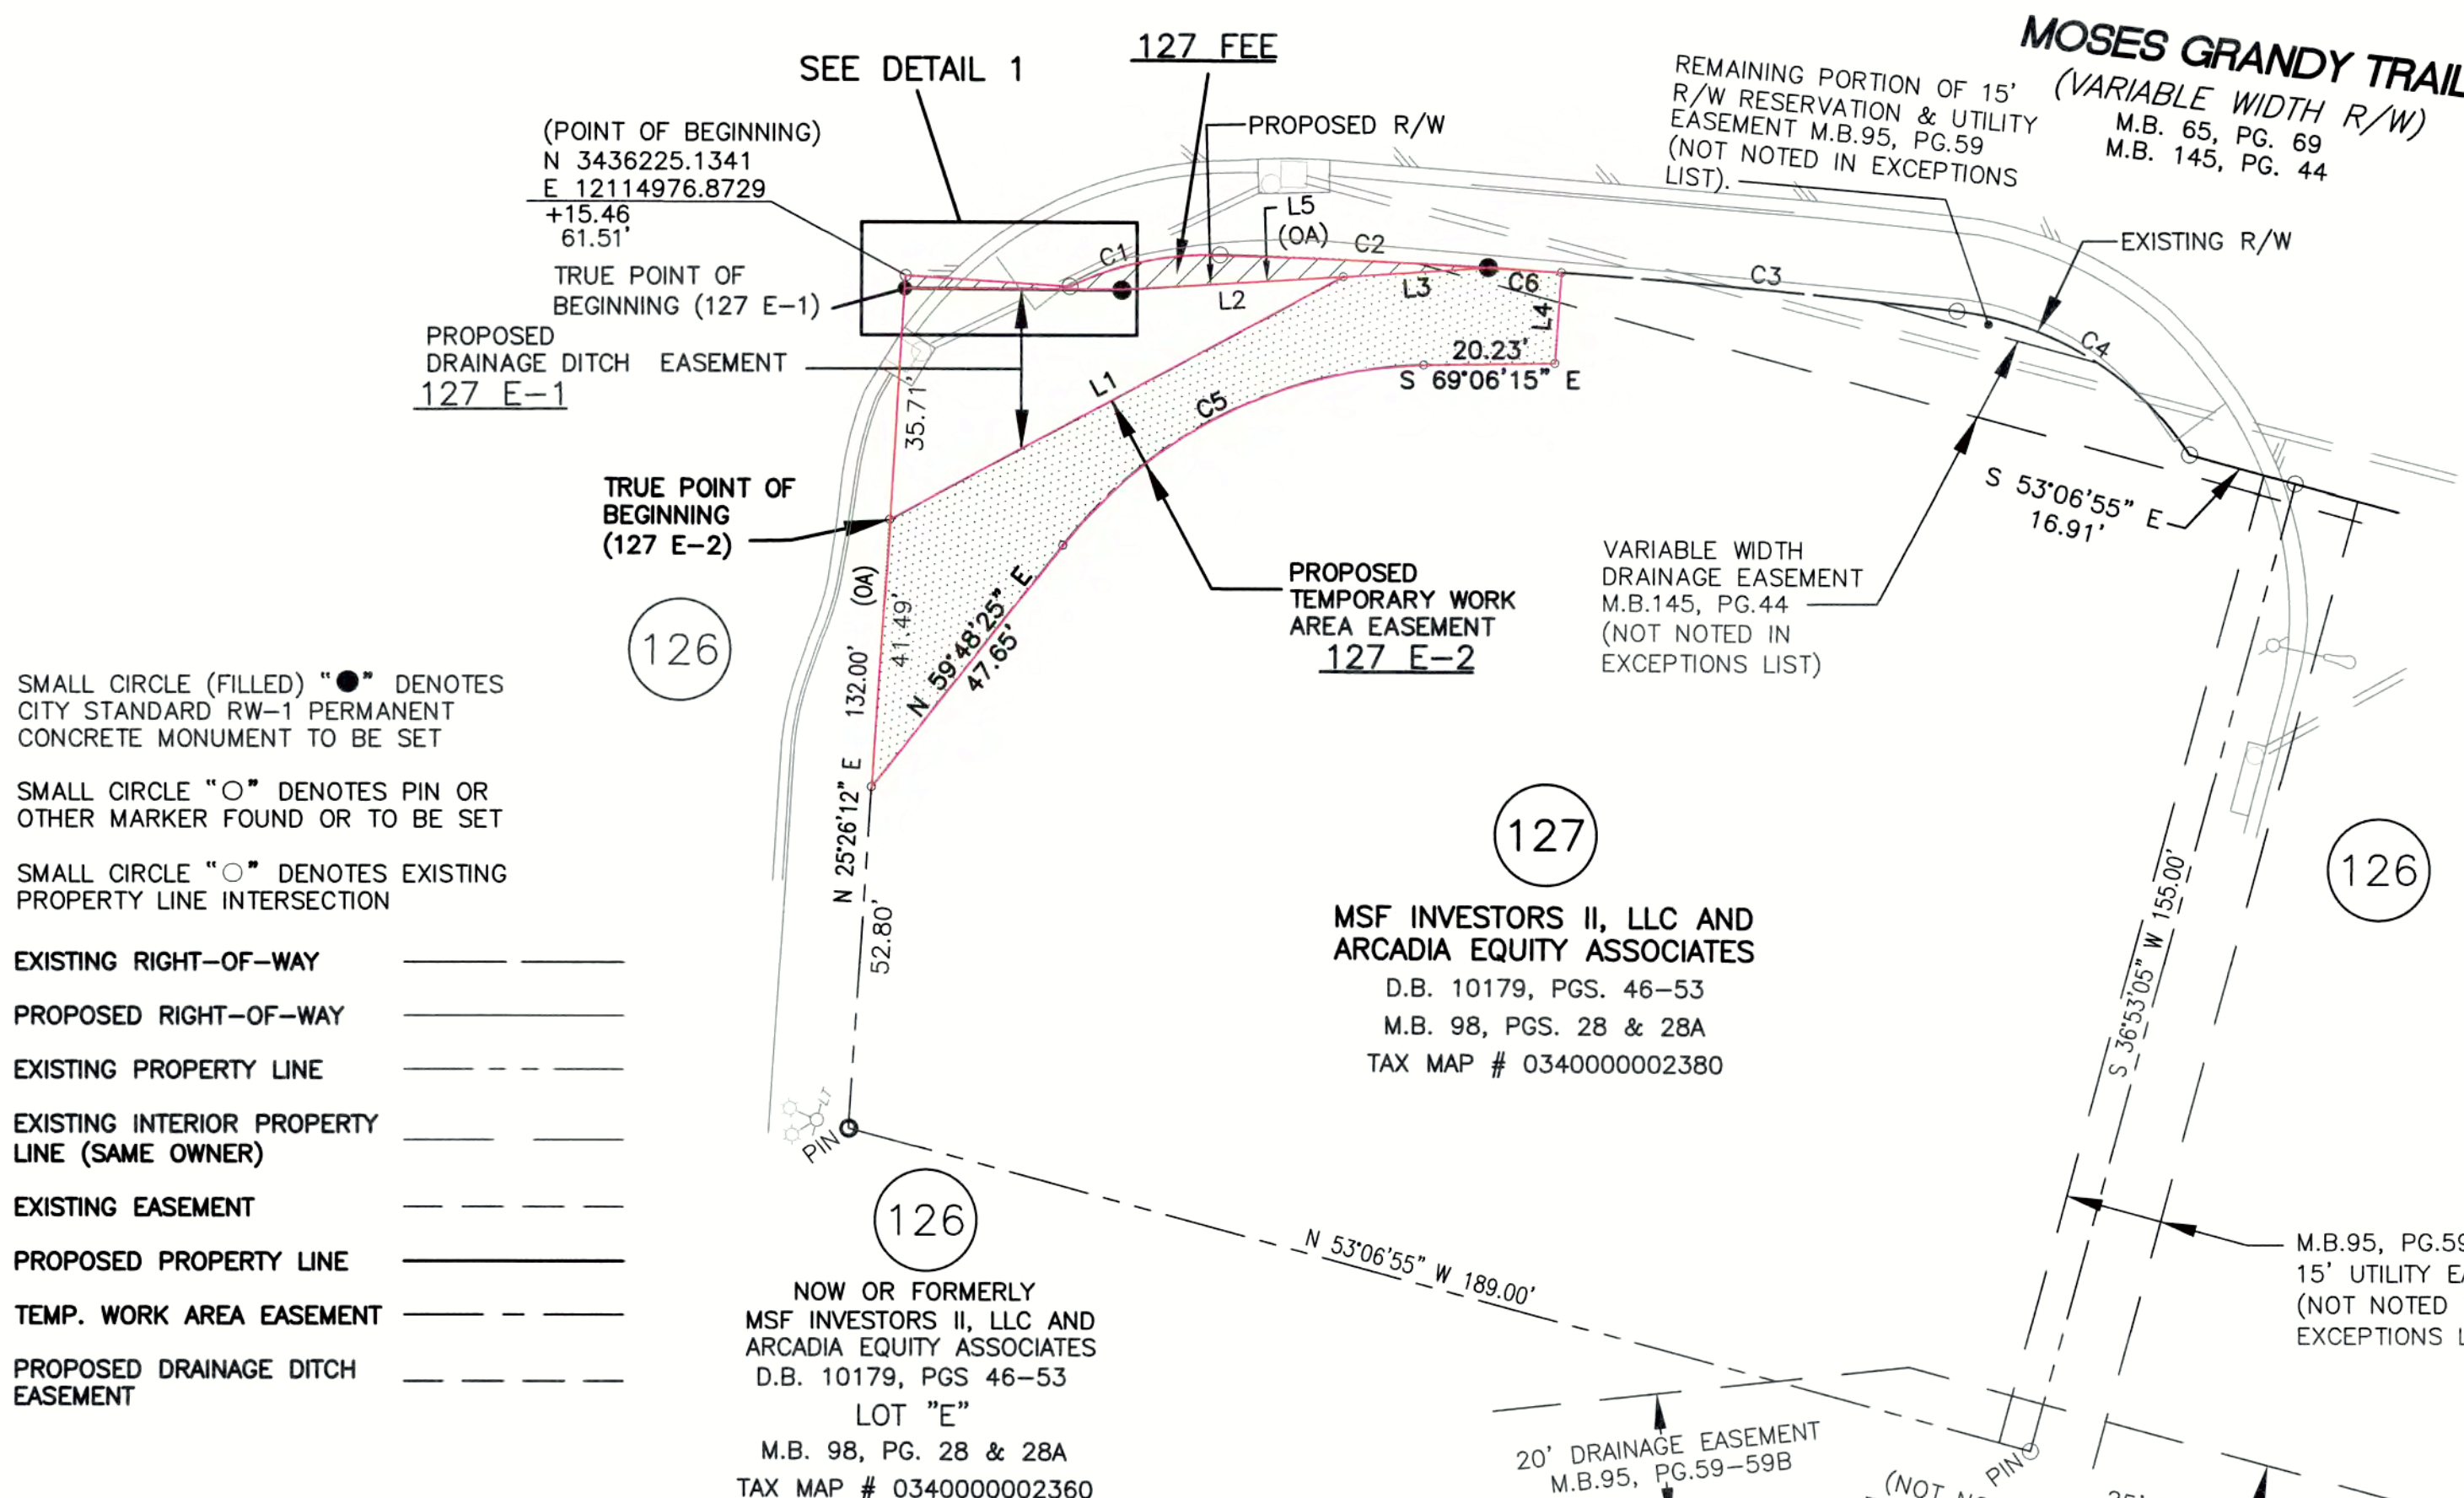 MOSES GRANDY TRAIL
(VARIABLE WIDTH R/W)
M.B. 65, PG. 69
M.B. 145, PG. 44
REMAINING PORTION OF 15'
R/W RESERVATION & UTILITY
EASEMENT M.B.95, PG.59
(NOT NOTED IN EXCEPTIONS
LIST).
127 FEE
SEE DETAIL 1
PROPOSED R/W
(POINT OF BEGINNING)
N 3436225.1341
E 12114976.8729
+15.46
61.51'
TRUE POINT OF
BEGINNING (127 E-1)
L5
(OA)
C1
C2
C3
C4
C6
L2
L3
L4
EXISTING R/W
PROPOSED
DRAINAGE DITCH EASEMENT
127 E-1
35.71'
L1
C5
20.23'
S 69°06'15" E
TRUE POINT OF
BEGINNING
(127 E-2)
S 53°06'55" E
16.91'
VARIABLE WIDTH
DRAINAGE EASEMENT
M.B.145, PG.44
(NOT NOTED IN
EXCEPTIONS LIST)
PROPOSED
TEMPORARY WORK
AREA EASEMENT
127 E-2
N 25°26'12" E 132.00' (OA)
41.49'
N 59°48'25" E
47.65'
52.80'
126
SMALL CIRCLE (FILLED) "●" DENOTES
CITY STANDARD RW-1 PERMANENT
CONCRETE MONUMENT TO BE SET
SMALL CIRCLE "○" DENOTES PIN OR
OTHER MARKER FOUND OR TO BE SET
SMALL CIRCLE "○" DENOTES EXISTING
PROPERTY LINE INTERSECTION
EXISTING RIGHT-OF-WAY
PROPOSED RIGHT-OF-WAY
EXISTING PROPERTY LINE
EXISTING INTERIOR PROPERTY
LINE (SAME OWNER)
EXISTING EASEMENT
PROPOSED PROPERTY LINE
TEMP. WORK AREA EASEMENT
PROPOSED DRAINAGE DITCH
EASEMENT
127
MSF INVESTORS II, LLC AND
ARCADIA EQUITY ASSOCIATES
D.B. 10179, PGS. 46-53
M.B. 98, PGS. 28 & 28A
TAX MAP # 0340000002380
126
S 36°53'05" W 155.00'
LT
PIN
126
NOW OR FORMERLY
MSF INVESTORS II, LLC AND
ARCADIA EQUITY ASSOCIATES
D.B. 10179, PGS 46-53
LOT "E"
M.B. 98, PG. 28 & 28A
TAX MAP # 0340000002360
N 53°06'55" W 189.00'
M.B.95, PG.59
15' UTILITY
(NOT NOTED
EXCEPTIONS
20' DRAINAGE EASEMENT
M.B.95, PG.59-59B
PIN
(NOT